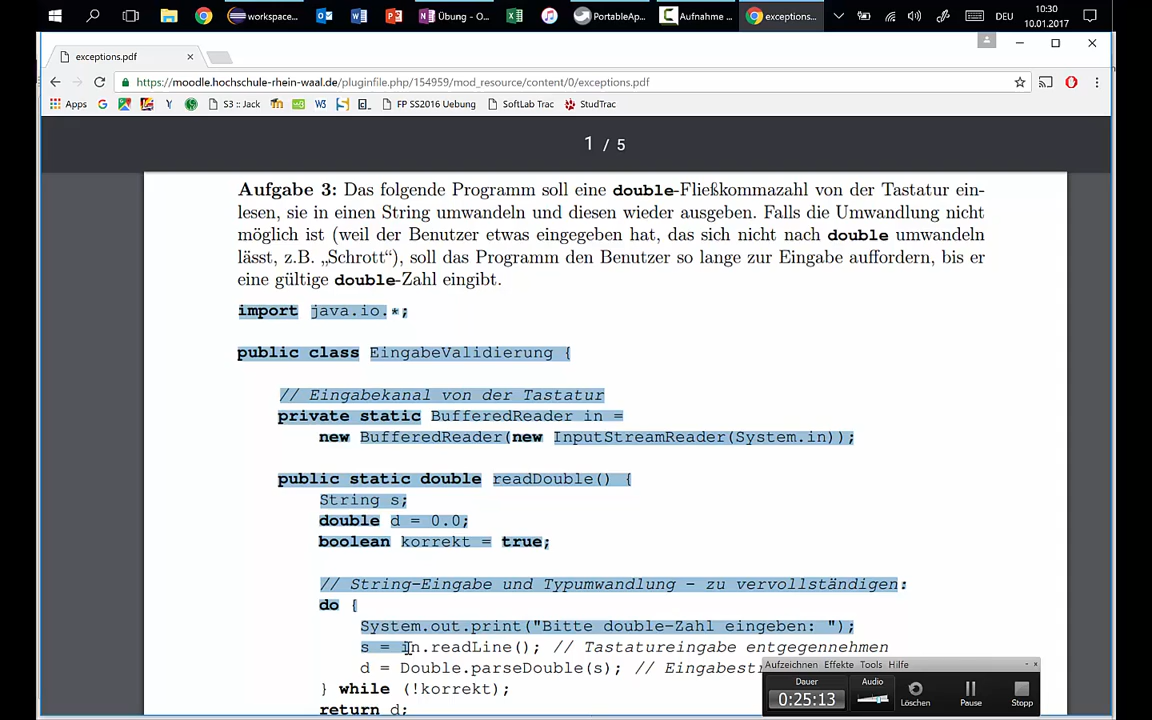 workspace...
Übung - O...
PortableAp...
Aufnahme ...
exceptions...
DEU
10:30
10.01.2017
exceptions.pdf
https://moodle.hochschule-rhein-waal.de/pluginfile.php/154959/mod_resource/content/0/exceptions.pdf
Apps
S3 :: Jack
FP SS2016 Uebung
SoftLab Trac
StudTrac
1 / 5
Aufgabe 3: Das folgende Programm soll eine double-Fließkommazahl von der Tastatur ein-
lesen, sie in einen String umwandeln und diesen wieder ausgeben. Falls die Umwandlung nicht
möglich ist (weil der Benutzer etwas eingegeben hat, das sich nicht nach double umwandeln
lässt, z.B. „Schrott“), soll das Programm den Benutzer so lange zur Eingabe auffordern, bis er
eine gültige double-Zahl eingibt.
import java.io.*;
public class EingabeValidierung {
// Eingabekanal von der Tastatur
private static BufferedReader in =
new BufferedReader(new InputStreamReader(System.in));
public static double readDouble() {
String s;
double d = 0.0;
boolean korrekt = true;
// String-Eingabe und Typumwandlung - zu vervollständigen:
do {
System.out.print("Bitte double-Zahl eingeben: ");
s = in.readLine(); // Tastatureingabe entgegennehmen
d = Double.parseDouble(s); // Eingabest
} while (!korrekt);
return d;
Aufzeichnen Effekte Tools Hilfe
Dauer
0:25:13
Audio
Löschen
Pause
Stopp